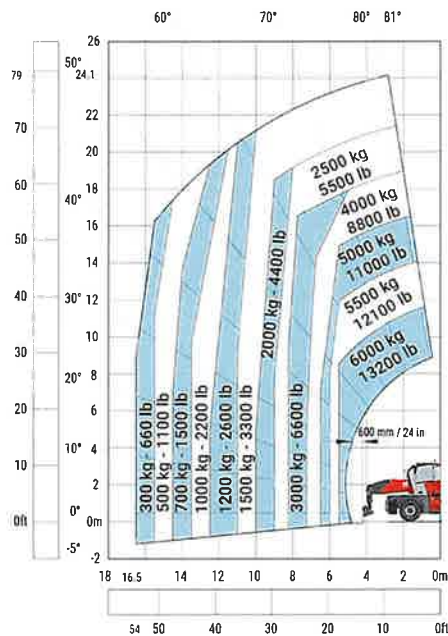 60° 70° 80° 81°
26
50°
79 24.1
22
70
20
60
18
40°
16
50
14
40
30° 12
10
30
20° 8
6
20
10° 4
10
2
0ft 0° 0m
-5° -2
2500 kg
5500 lb
4000 kg
8800 lb
5000 kg
11000 lb
5500 kg
12100 lb
6000 kg
13200 lb
600 mm / 24 in
300 kg - 660 lb
500 kg - 1100 lb
700 kg - 1500 lb
1000 kg - 2200 lb
1200 kg - 2600 lb
1500 kg - 3300 lb
2000 kg - 4400 lb
3000 kg - 6600 lb
18 16.5 14 12 10 8 6 4 2 0m
54 50 40 30 20 10 0ft